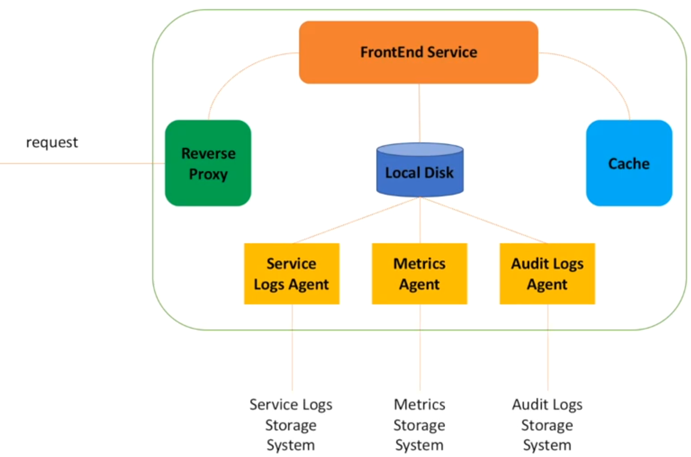 FrontEnd Service
request
Reverse
Proxy
Local Disk
Cache
Service
Logs Agent
Metrics
Agent
Audit Logs
Agent
Service Logs
Storage
System
Metrics
Storage
System
Audit Logs
Storage
System